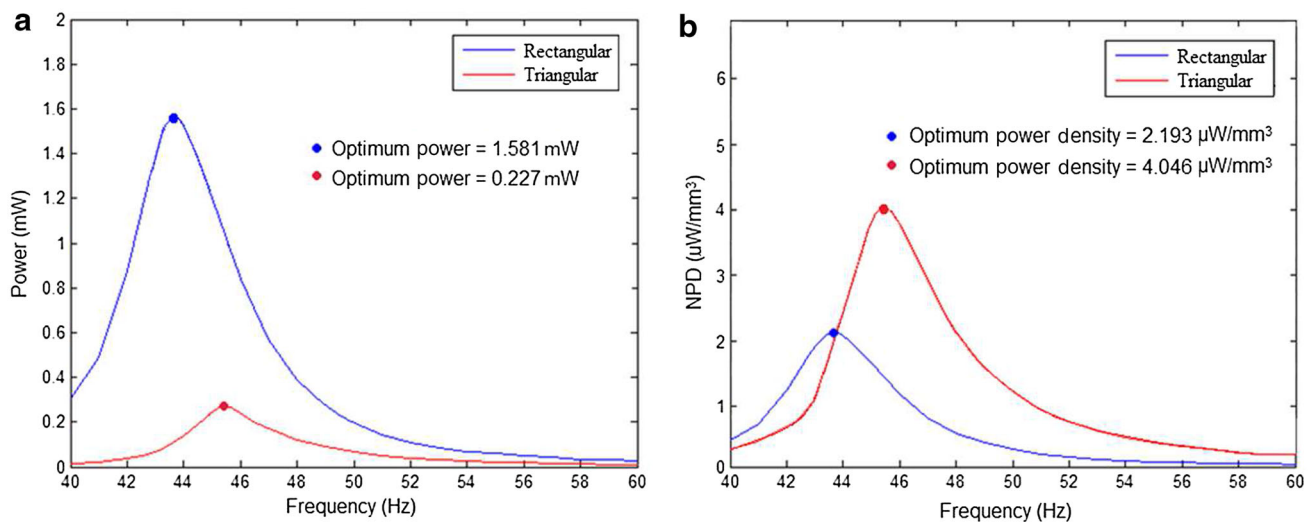 a
2
1.8
1.6
1.4
1.2
1
0.8
0.6
0.4
0.2
0
Power (mW)
Rectangular
Triangular
Optimum power = 1.581 mW
Optimum power = 0.227 mW
40 42 44 46 48 50 52 54 56 58 60
Frequency (Hz)
b
6
5
4
3
2
1
0
NPD (uW/mm³)
Rectangular
Triangular
Optimum power density = 2.193 µW/mm³
Optimum power density = 4.046 µW/mm³
40 42 44 46 48 50 52 54 56 58 60
Frequency (Hz)